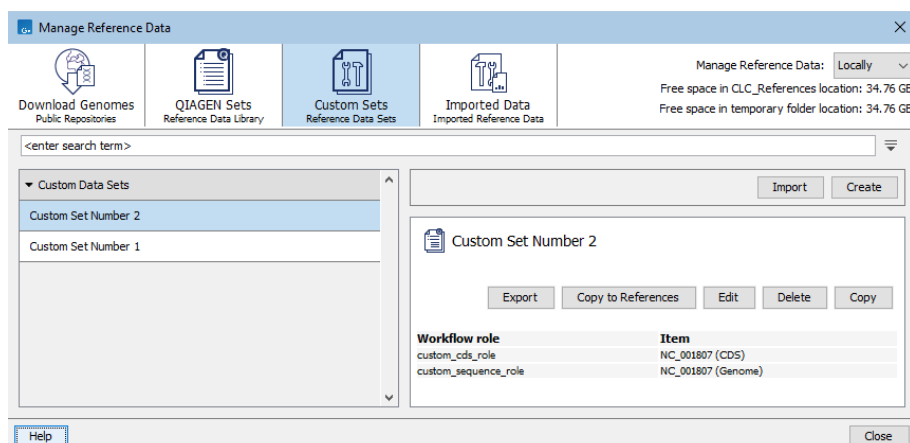 Manage Reference Data
Download Genomes
Public Repositories
QIAGEN Sets
Reference Data Library
Custom Sets
Reference Data Sets
Imported Data
Imported Reference Data
Manage Reference Data: Locally
Free space in CLC_References location: 34.76 GE
Free space in temporary folder location: 34.76 GE
<enter search term>
Custom Data Sets
Custom Set Number 2
Custom Set Number 1
Import Create
Custom Set Number 2
Export Copy to References Edit Delete Copy
Workflow role Item
custom_cds_role NC_001807 (CDS)
custom_sequence_role NC_001807 (Genome)
Help Close